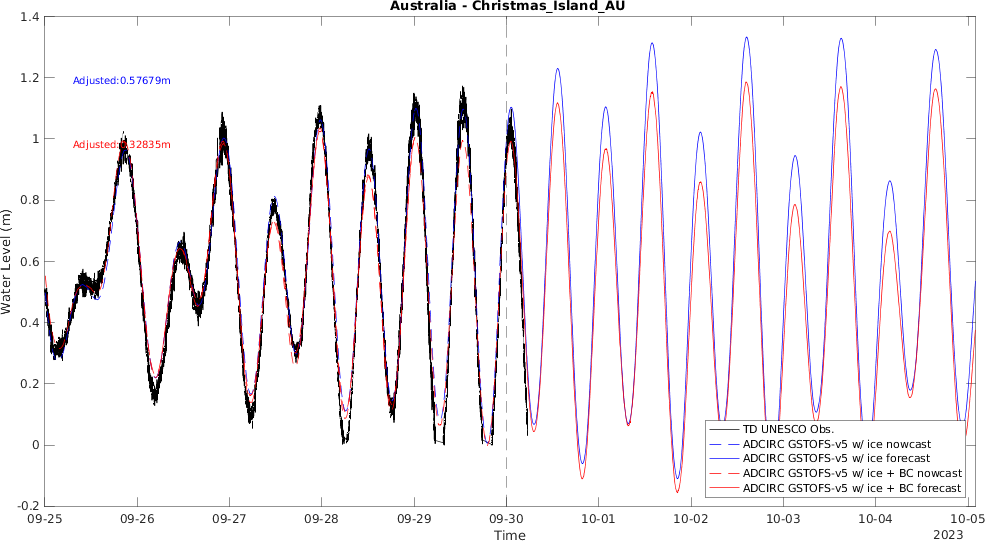 Australia - Christmas_Island_AU
1.4
1.2
1
0.8
0.6
0.4
0.2
0
-0.2
Water Level (m)
Adjusted:0.57679m
Adjusted:0.32835m
TD UNESCO Obs.
ADCIRC GSTOFS-v5 w/ ice nowcast
ADCIRC GSTOFS-v5 w/ ice forecast
ADCIRC GSTOFS-v5 w/ ice + BC nowcast
ADCIRC GSTOFS-v5 w/ ice + BC forecast
09-25 09-26 09-27 09-28 09-29 09-30 10-01 10-02 10-03 10-04 10-05
Time
2023